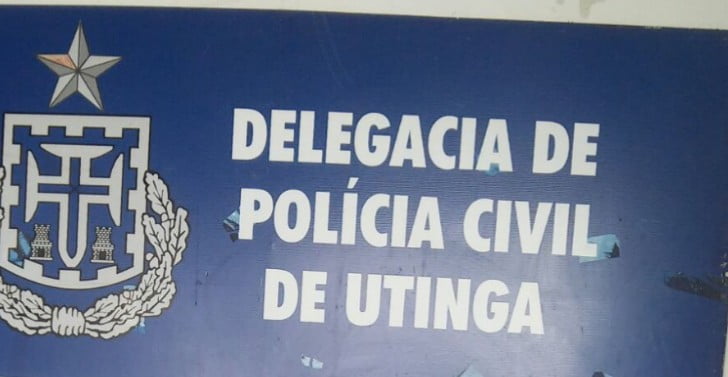 DELEGACIA DE
POLÍCIA CIVIL
DE UTINGA